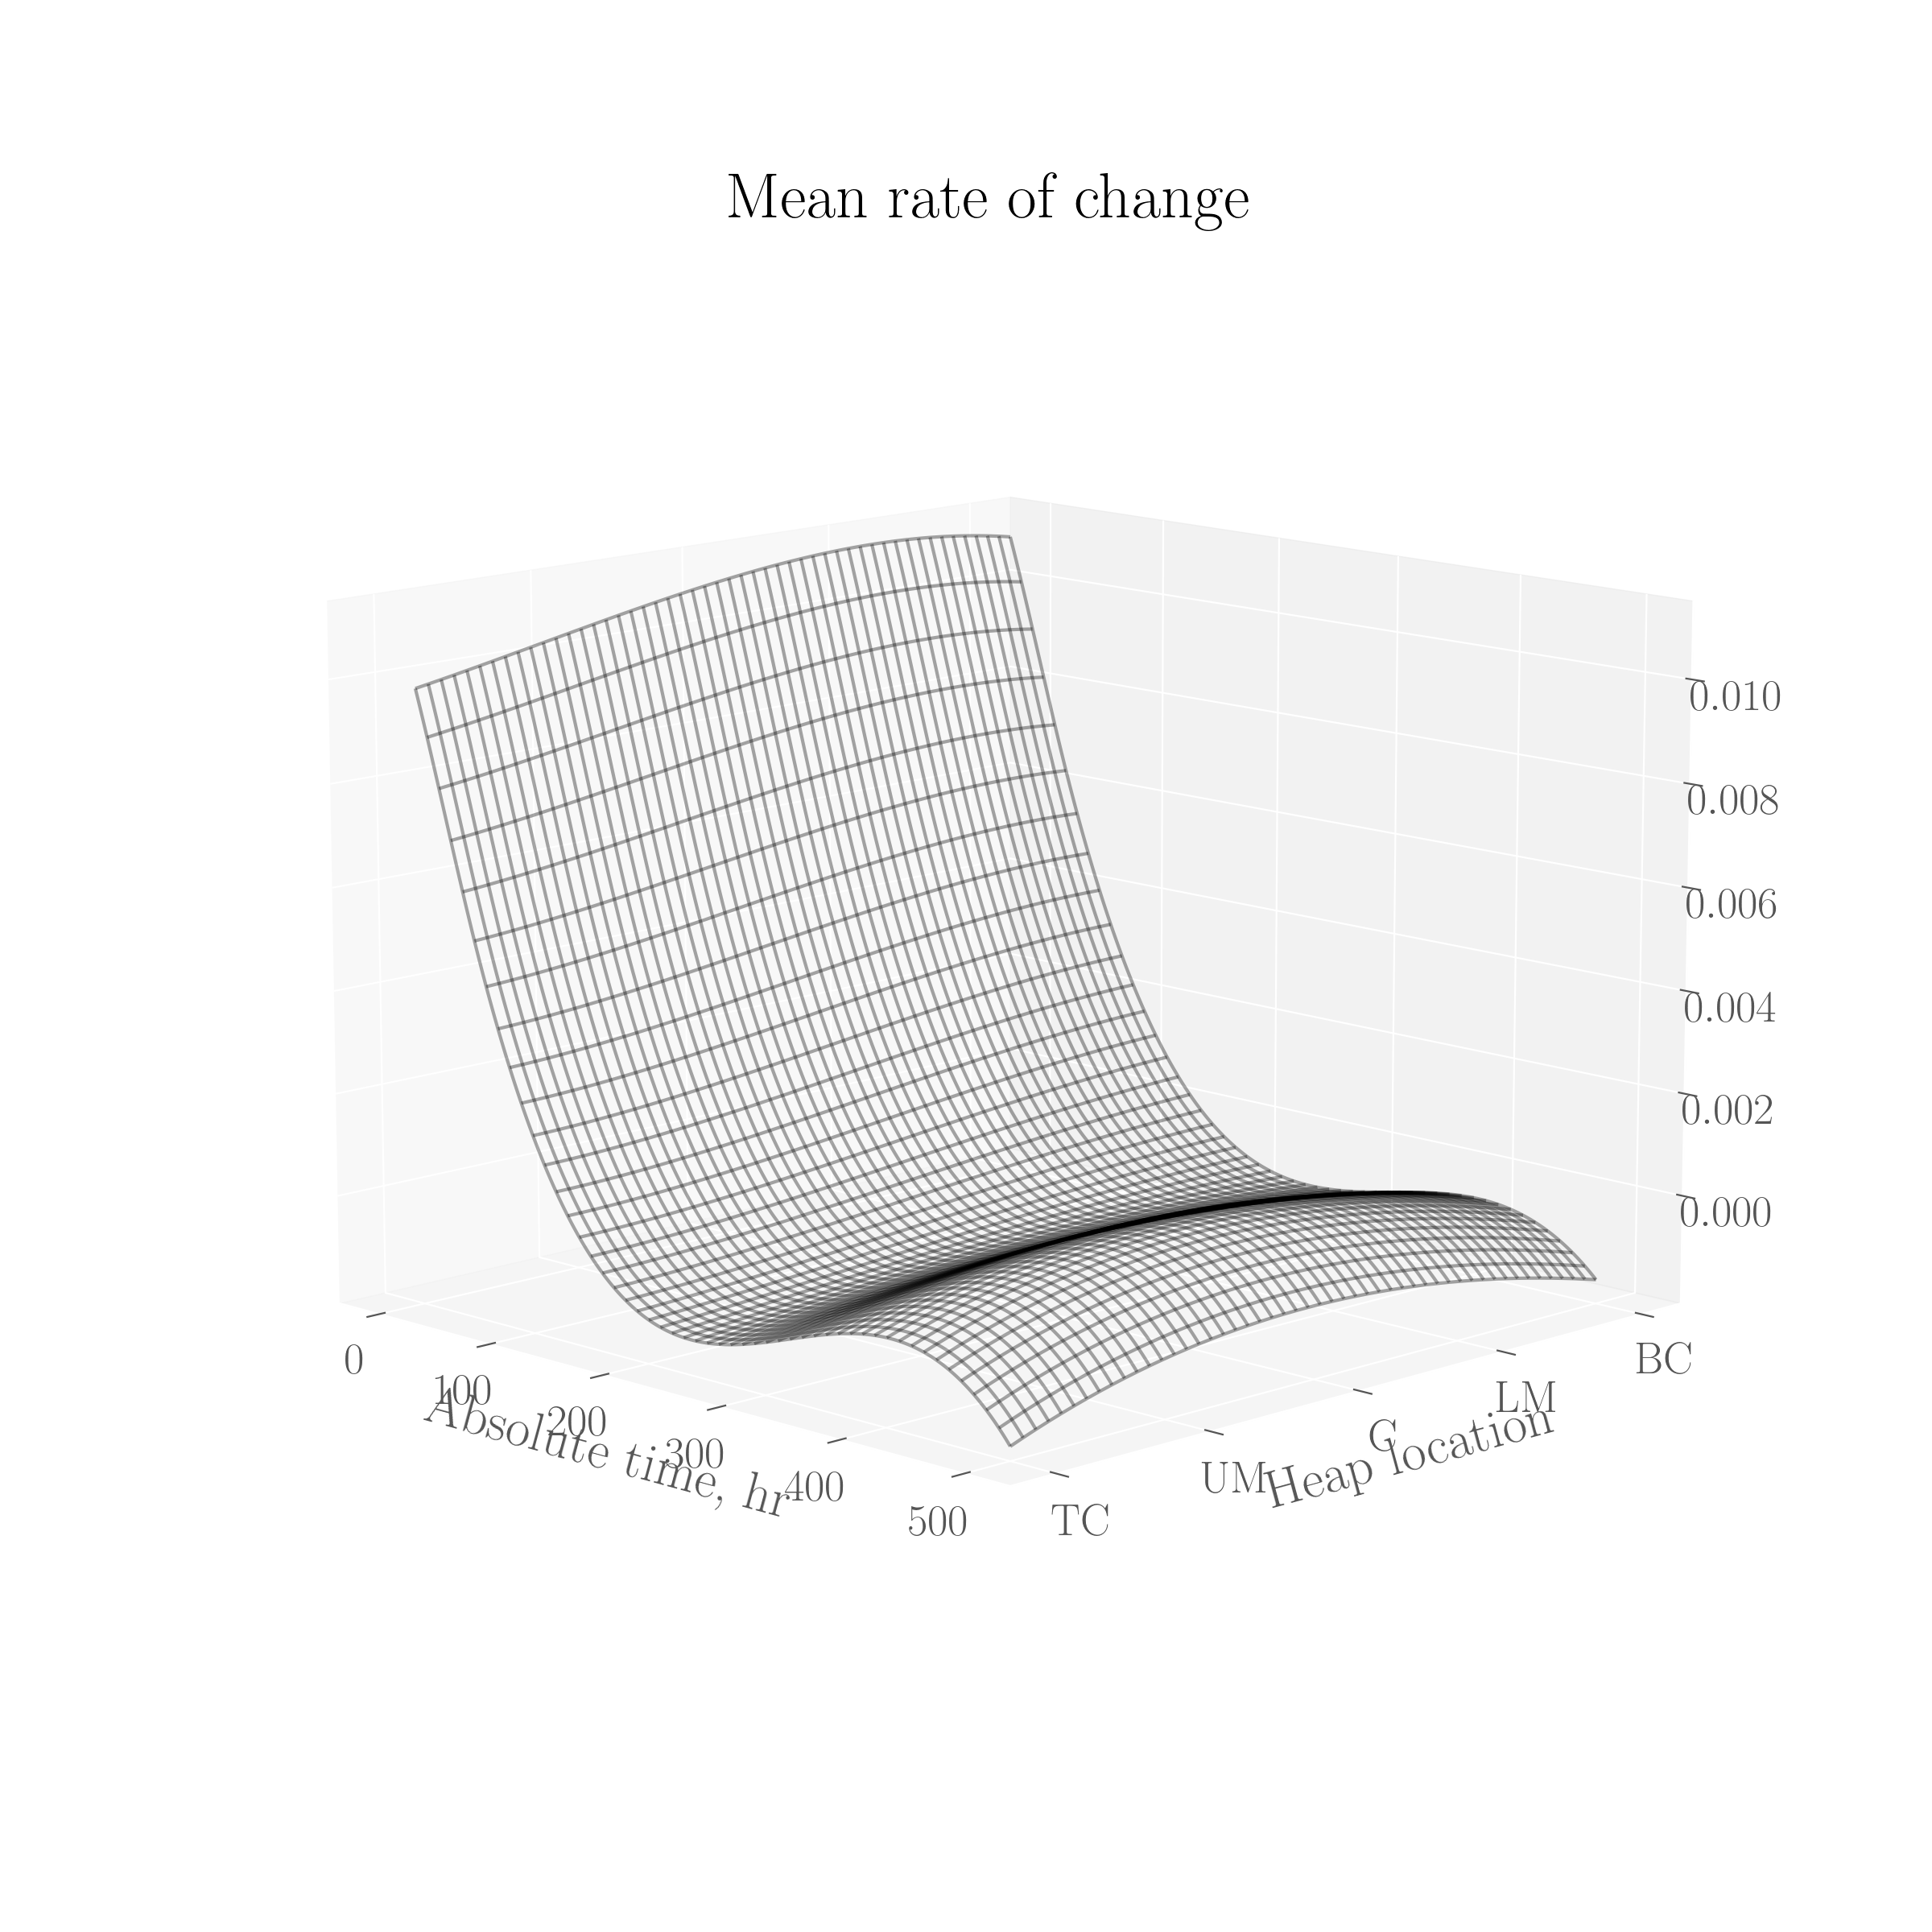 Mean rate of change
0.010
0.008
0.006
0.004
0.002
0.000
0
100
200
300
400
500
Absolute time, hr
TC
UM
C
LM
BC
Heap location